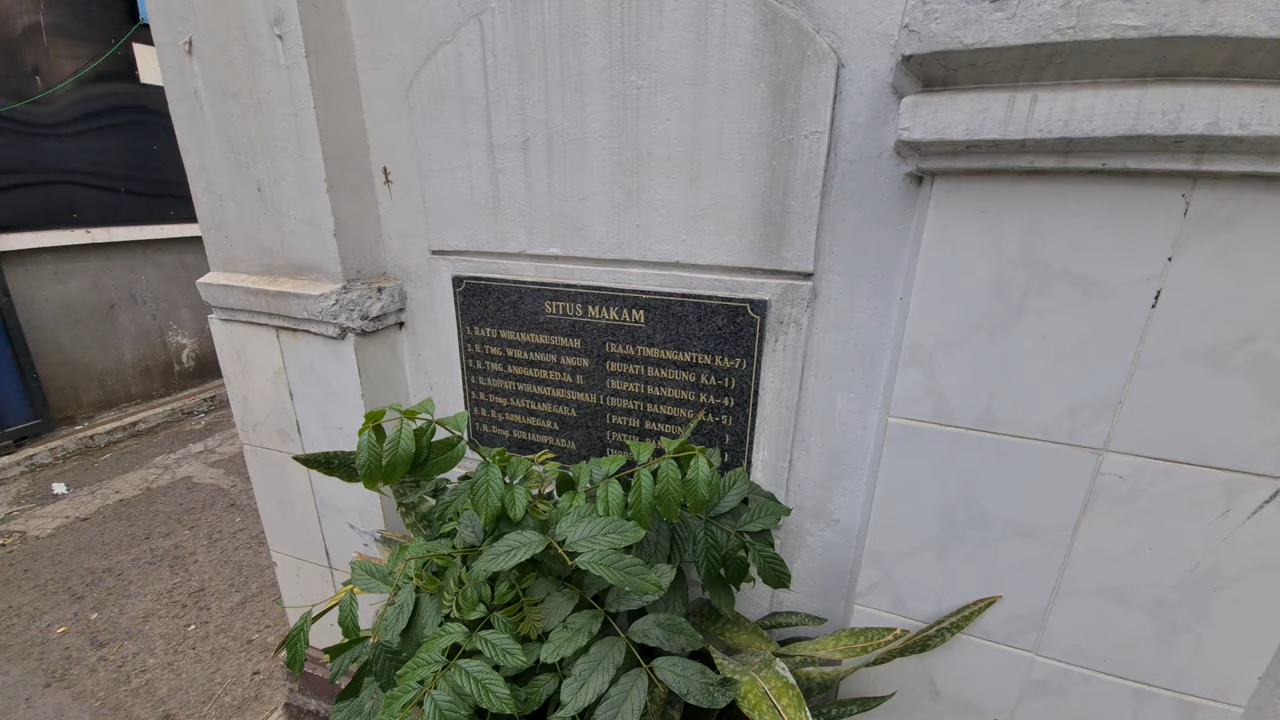 SITUS MAKAM
1. RATU WIRANATAKUSUMAH (RAJA TIMBANGANTEN KA-7)
2. R. TMG. WIRAANGUN ANGUN (BUPATI BANDUNG KA-1)
3. R. TMG. ANGGADIREDJA II (BUPATI BANDUNG KA-4)
4. R. ADIPATI WIRANATAKUSUMAH I (BUPATI BANDUNG KA-5)
5. R. Dmg. SASTRANEGARA (PATIH BANDUNG )
6. R. Rg. SOMANEGARA (PATIH )
7. R. Dmg. SURIADIPRADJA